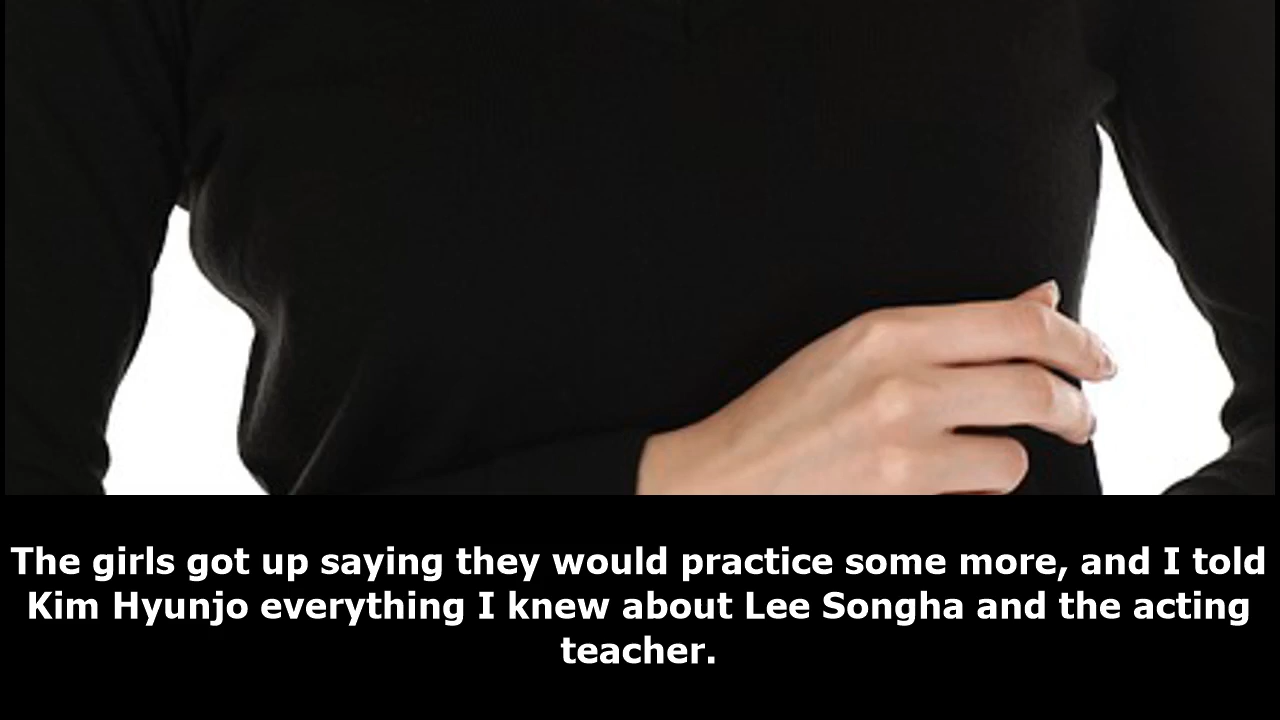 The girls got up saying they would practice some more, and I told
Kim Hyunjo everything I knew about Lee Songha and the acting
teacher.